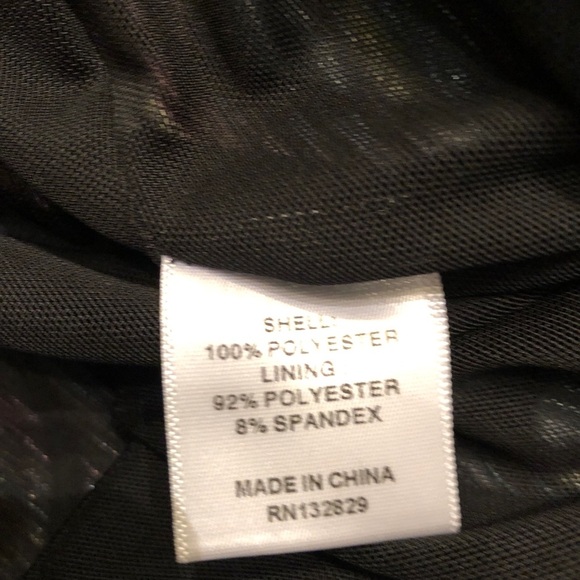 SHELL:
100% POLYESTER
LINING
92% POLYESTER
8% SPANDEX
MADE IN CHINA
RN132829